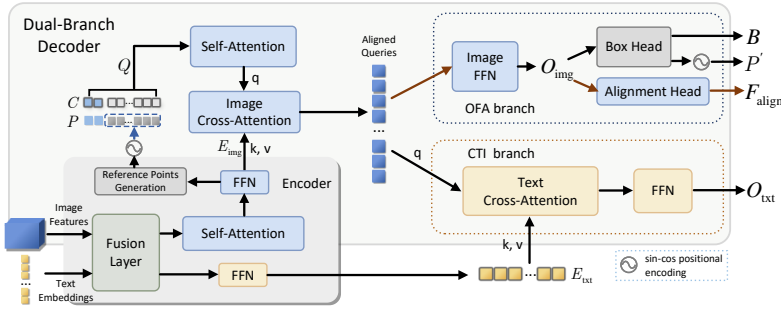 Dual-Branch
Decoder
Q
Self-Attention
q
Image
Cross-Attention
E_img
k, v
C
...
P
...
Reference Points
Generation
FFN
Encoder
Image
Features
Fusion
Layer
Self-Attention
...
Text
Embeddings
FFN
Aligned
Queries
...
Image
FFN
O_img
Box Head
B
P'
Alignment Head
F_align
OFA branch
q
CTI branch
Text
Cross-Attention
FFN
O_txt
k, v
...
E_txt
sin-cos positional
encoding